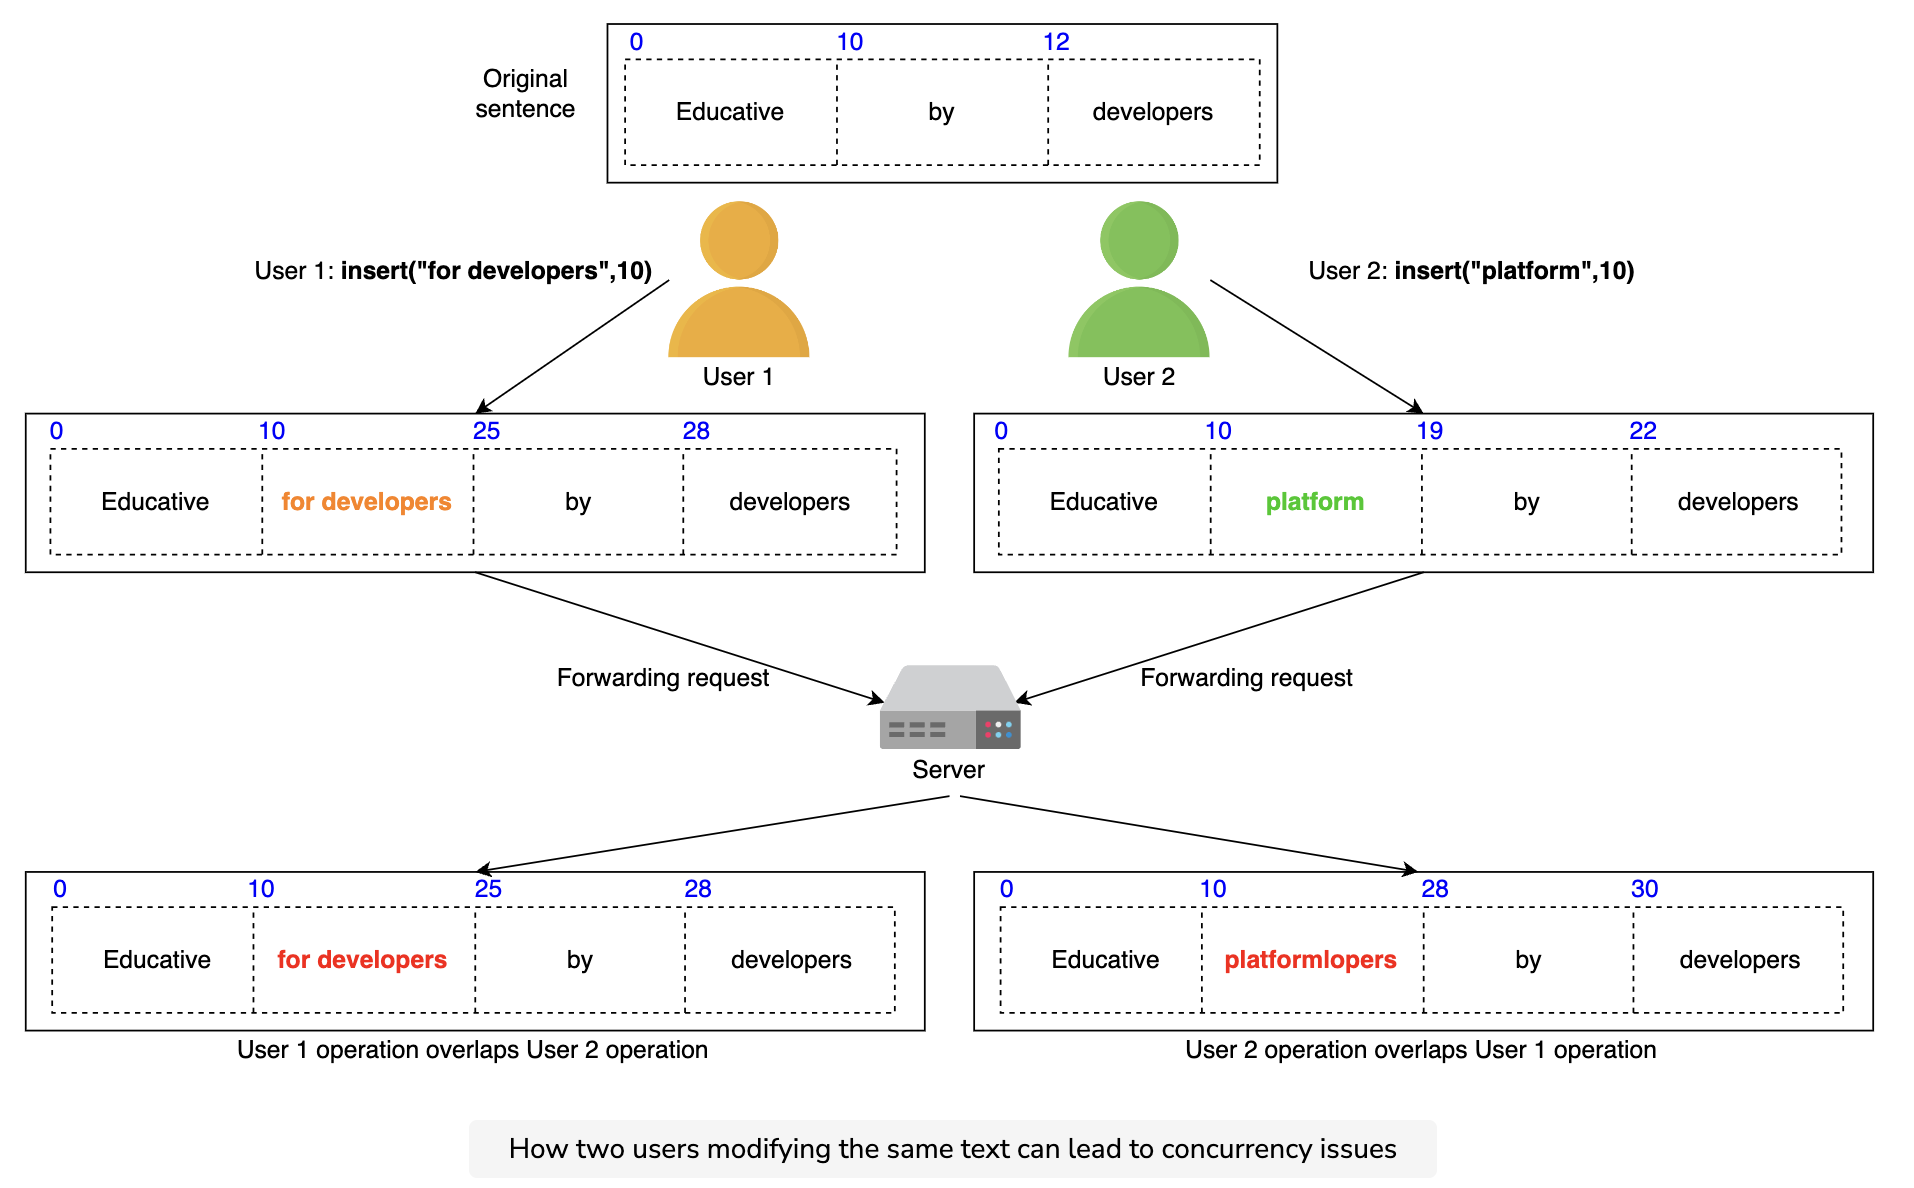 0 10 12
Original
sentence
Educative by developers
User 1: insert("for developers",10)
User 2: insert("platform",10)
User 1
User 2
0 10 25 28
Educative for developers by developers
0 10 19 22
Educative platform by developers
Forwarding request
Forwarding request
Server
0 10 25 28
Educative for developers by developers
User 1 operation overlaps User 2 operation
0 10 28 30
Educative platformlopers by developers
User 2 operation overlaps User 1 operation
How two users modifying the same text can lead to concurrency issues